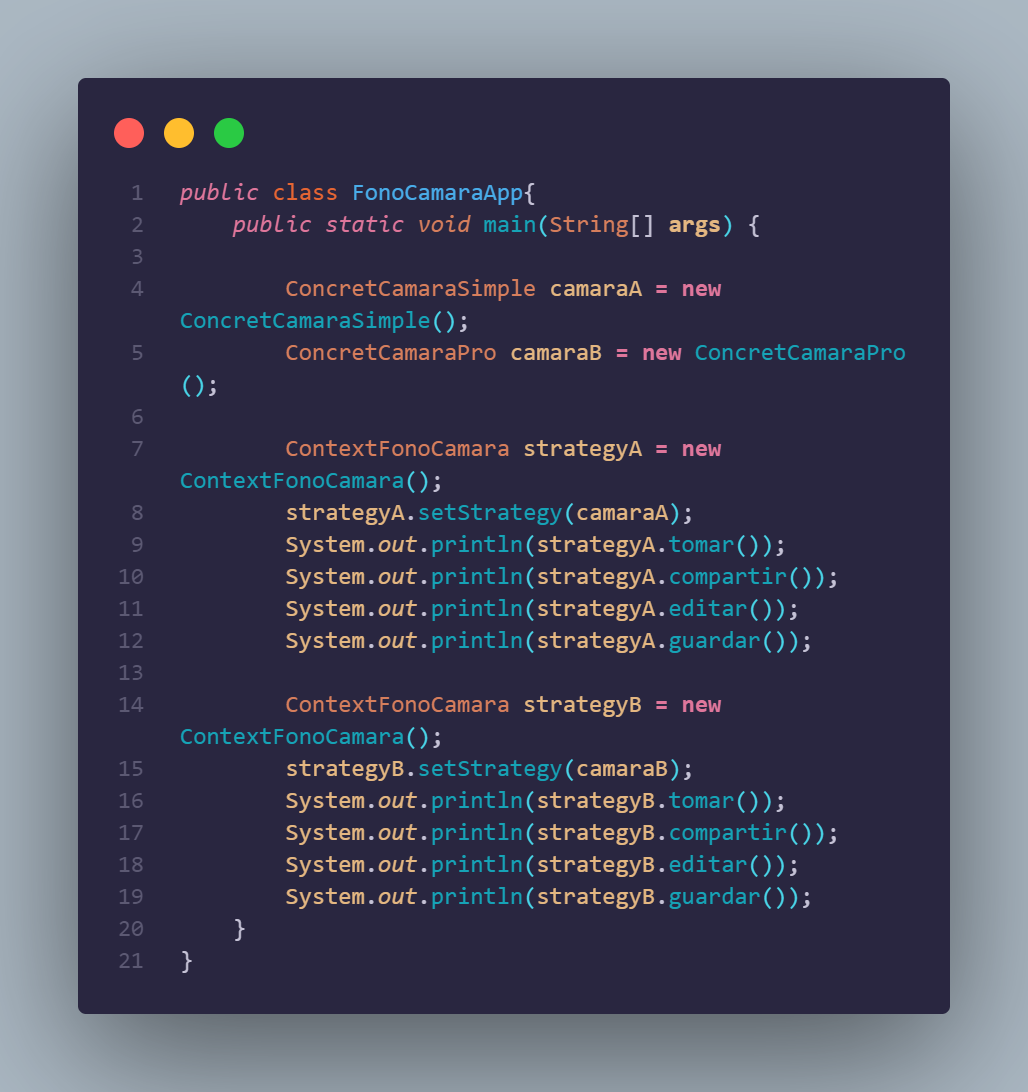 1 public class FonoCamaraApp{
2     public static void main(String[] args) {
3
4         ConcretCamaraSimple camaraA = new
ConcretCamaraSimple();
5         ConcretCamaraPro camaraB = new ConcretCamaraPro
();
6
7         ContextFonoCamara strategyA = new
ContextFonoCamara();
8         strategyA.setStrategy(camaraA);
9         System.out.println(strategyA.tomar());
10         System.out.println(strategyA.compartir());
11         System.out.println(strategyA.editar());
12         System.out.println(strategyA.guardar());
13
14         ContextFonoCamara strategyB = new
ContextFonoCamara();
15         strategyB.setStrategy(camaraB);
16         System.out.println(strategyB.tomar());
17         System.out.println(strategyB.compartir());
18         System.out.println(strategyB.editar());
19         System.out.println(strategyB.guardar());
20     }
21 }